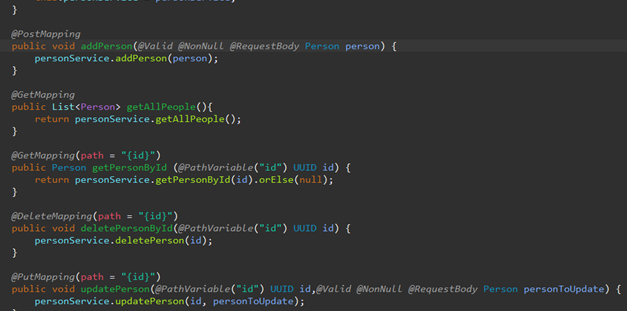 }
@PostMapping
public void addPerson(@Valid @NonNull @RequestBody Person person) {
personService.addPerson(person);
}
@GetMapping
public List<Person> getAllPeople(){
return personService.getAllPeople();
}
@GetMapping(path = "{id}")
public Person getPersonById (@PathVariable("id") UUID id) {
return personService.getPersonById(id).orElse(null);
}
@DeleteMapping(path = "{id}")
public void deletePersonById(@PathVariable("id") UUID id) {
personService.deletePerson(id);
}
@PutMapping(path = "{id}")
public void updatePerson(@PathVariable("id") UUID id,@Valid @NonNull @RequestBody Person personToUpdate) {
personService.updatePerson(id, personToUpdate);